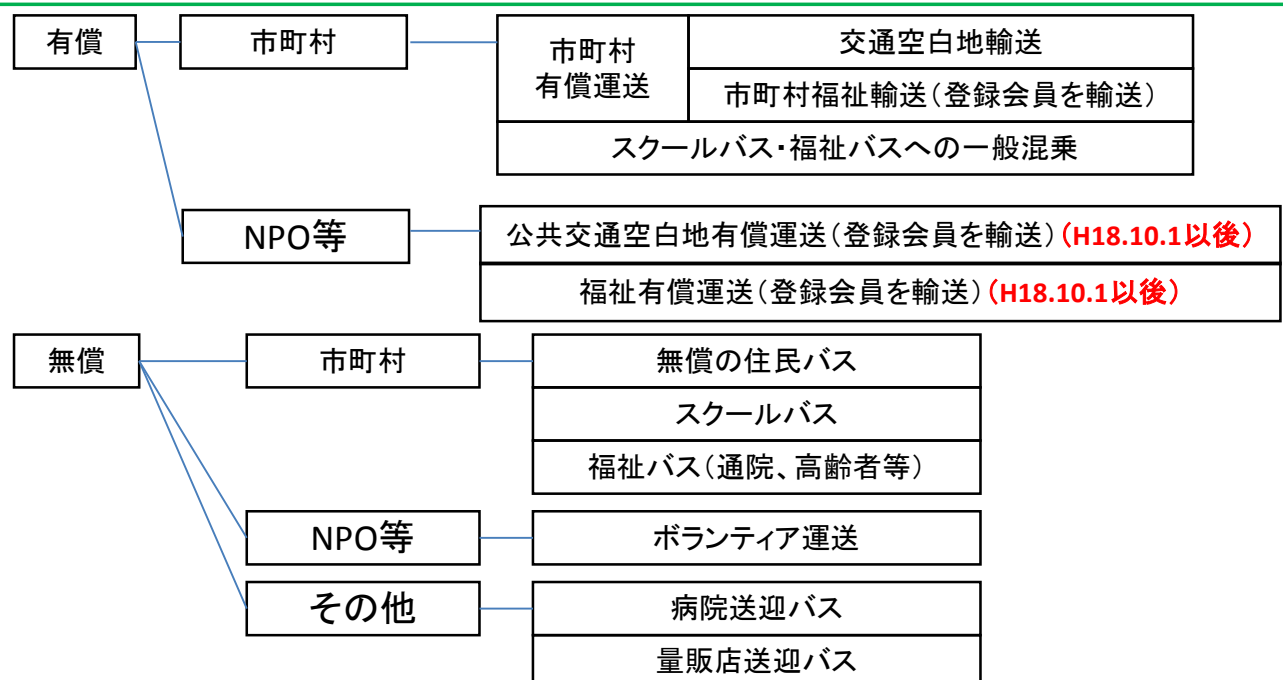 有償
市町村
市町村
有償運送
交通空白地輸送
市町村福祉輸送（登録会員を輸送）
スクールバス・福祉バスへの一般混乗
NPO等
公共交通空白地有償運送（登録会員を輸送）（H18.10.1以後）
福祉有償運送（登録会員を輸送）（H18.10.1以後）
無償
市町村
無償の住民バス
スクールバス
福祉バス（通院、高齢者等）
NPO等
ボランティア運送
その他
病院送迎バス
量販店送迎バス